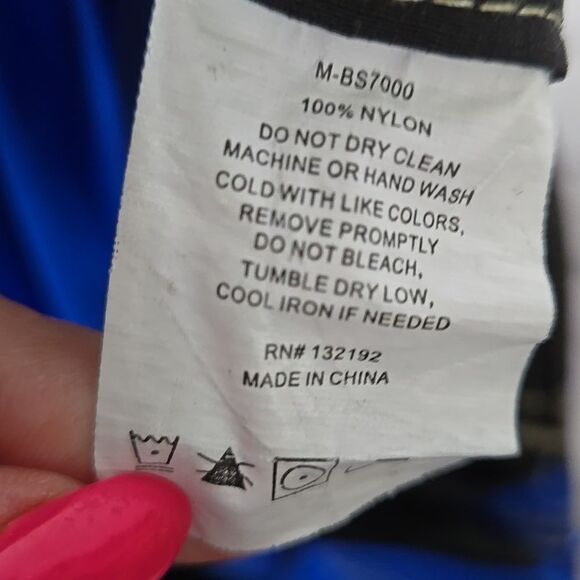 M-BS7000
100% NYLON
DO NOT DRY CLEAN
MACHINE OR HAND WASH
COLD WITH LIKE COLORS,
REMOVE PROMPTLY
DO NOT BLEACH,
TUMBLE DRY LOW,
COOL IRON IF NEEDED
RN# 132192
MADE IN CHINA